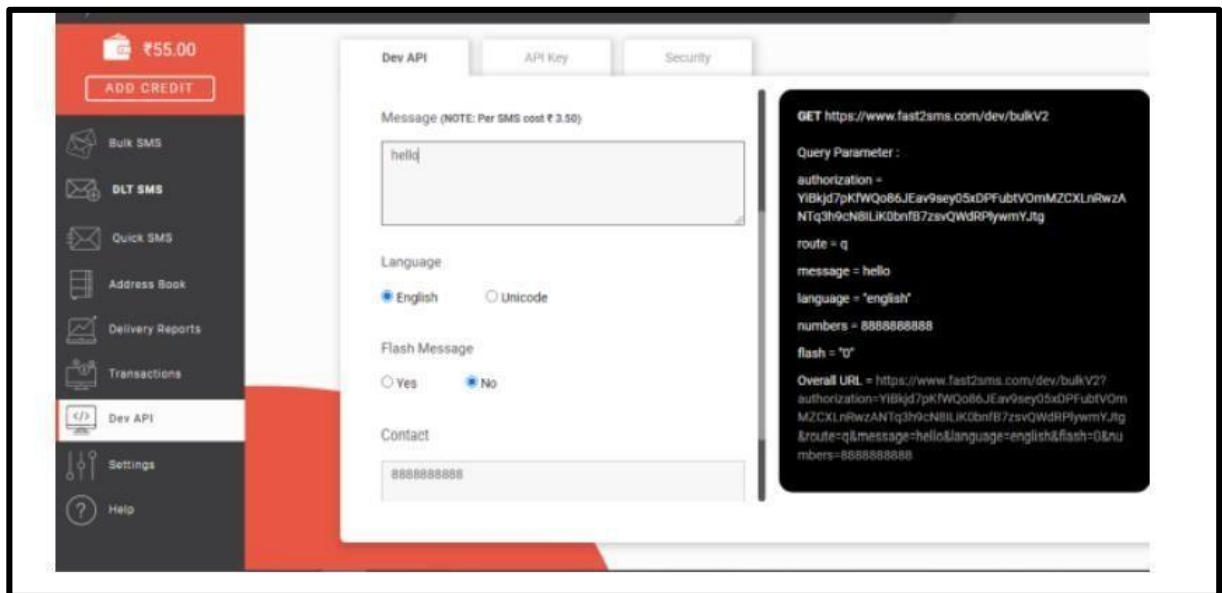 ₹55.00
ADD CREDIT
Bulk SMS
DLT SMS
Quick SMS
Address Book
Delivery Reports
Transactions
Dev API
Settings
Help
Dev API
API Key
Security
Message (NOTE: Per SMS cost ₹ 3.50)
hello
Language
English
Unicode
Flash Message
Yes
No
Contact
8888888888
GET https://www.fast2sms.com/dev/bulkV2
Query Parameter :
authorization =
route = q
message = hello
language = "english"
numbers = 8888888888
flash = "0"
Overall URL = https://www.fast2sms.com/dev/bulkV2?
authorization=
&route=q&message=hello&language=english&flash=0&nu
mbers=8888888888